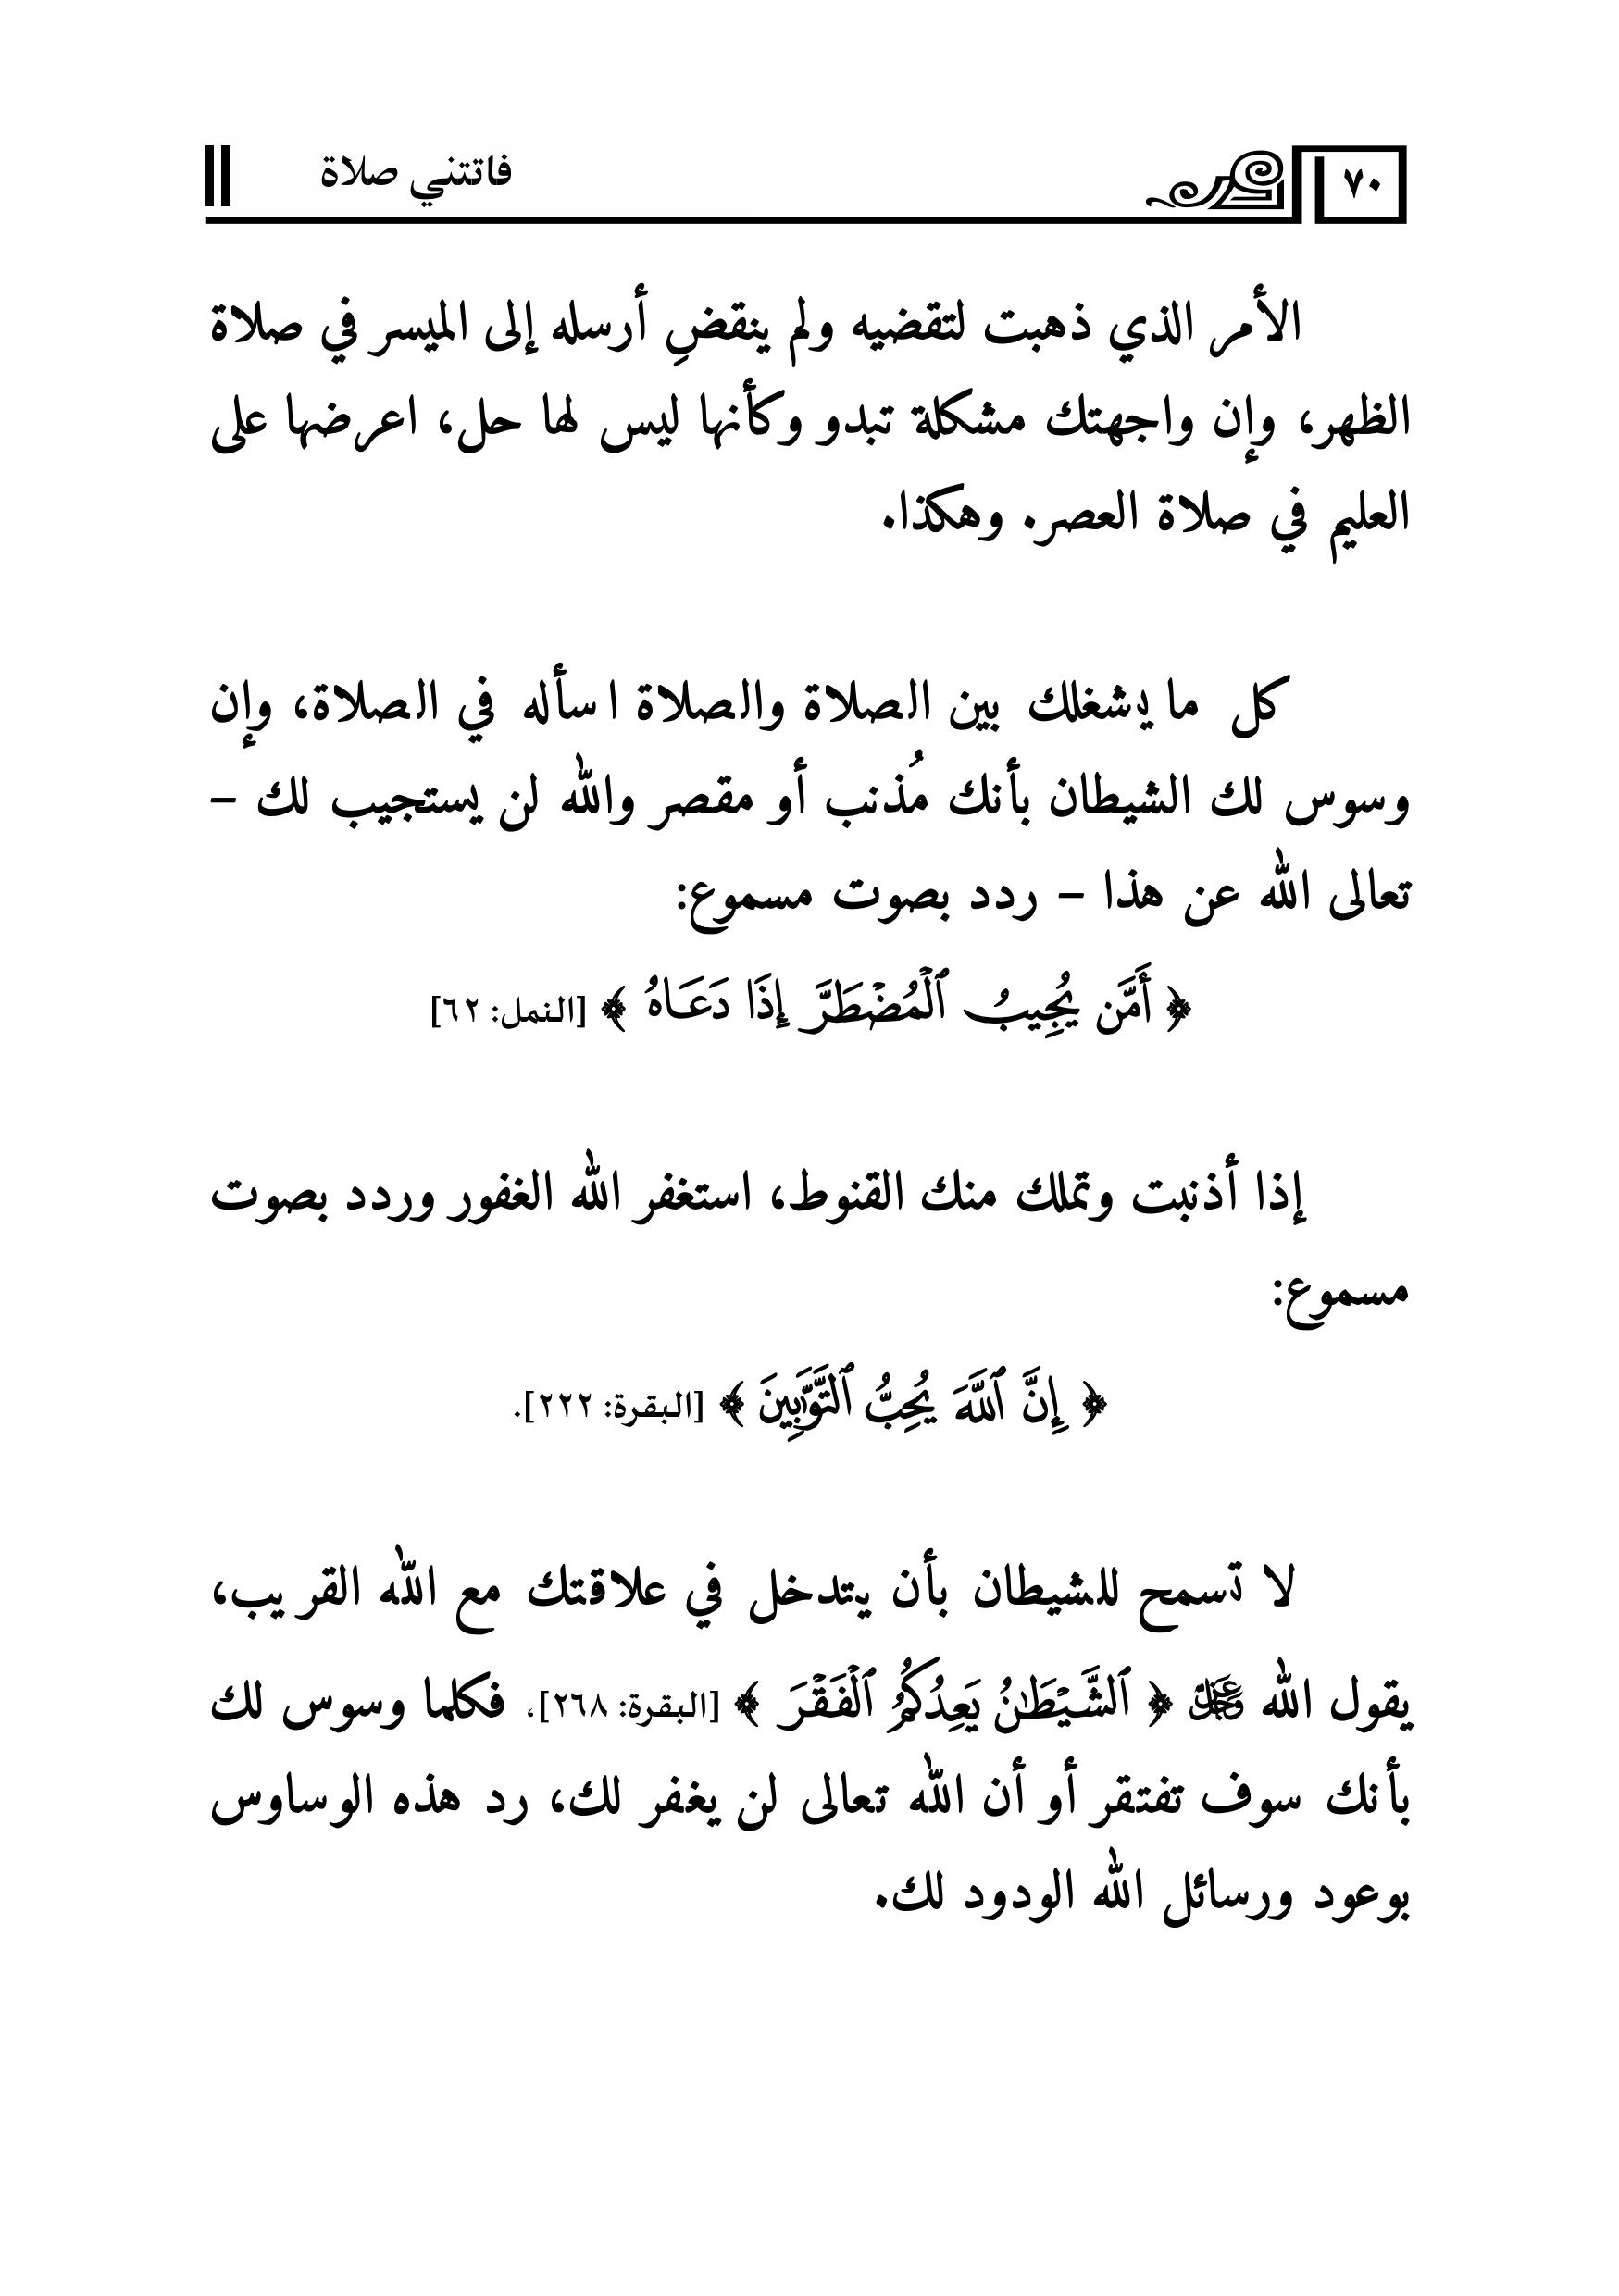 ٧٠
فاتتني صلاة
الأمر الذي ذهبت لتقضيه ولم ينقضِ أرسله إلى الميسر في صلاة
الظهر، وإن واجهتك مشكلة تبدو وكأنها ليس لها حل، اعرضها على
العليم في صلاة العصر. وهكذا.
كل ما يشغلك بين الصلاة والصلاة اسأله في الصلاة، وإن
وسوس لك الشيطان بأنك مُذنب أو مقصر والله لن يستجيب لك –
تعالى الله عن هذا – ردد بصوت مسموع:
﴿ أَمَّن يُجِيبُ ٱلْمُضْطَرَّ إِذَا دَعَاهُ ﴾ [النمل: ٦٢]
إذا أذنبت وتملك منك القنوط، استغفر الله الغفور وردد بصوت
مسموع:
﴿ إِنَّ ٱللَّهَ يُحِبُّ ٱلتَّوَّٰبِينَ ﴾ [البقرة: ٢٢٢].
لا تسمح للشيطان بأن يتدخل في علاقتك مع الله القريب،
يقول الله عز وجل ﴿ ٱلشَّيْطَٰنُ يَعِدُكُمُ ٱلْفَقْرَ ﴾ [البقرة: ٢٦٨]، فكلما وسوس لك
بأنك سوف تفتقر أو أن الله تعالى لن يغفر لك، رد هذه الوساوس
بوعود ورسائل الله الودود لك.